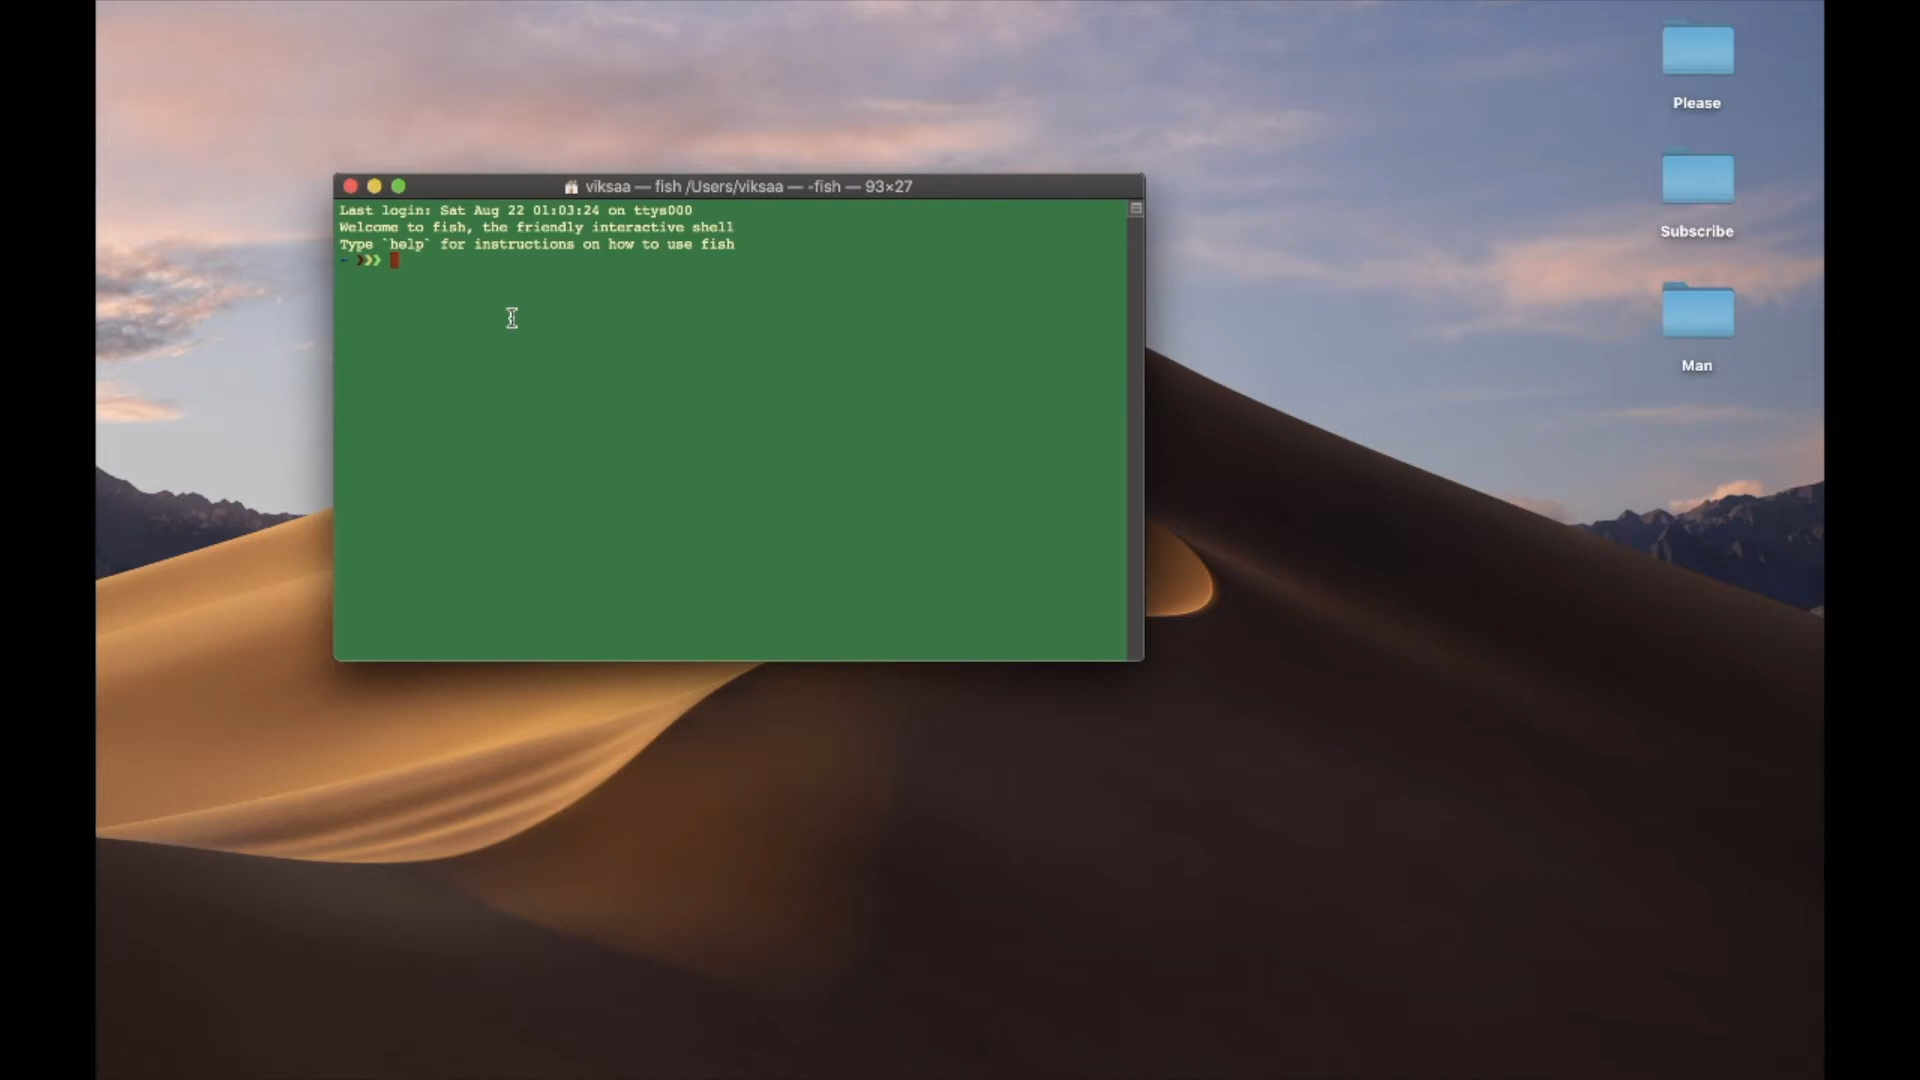 viksaa — fish /Users/viksaa — -fish — 93×27
Last login: Sat Aug 22 01:03:24 on ttys000
Welcome to fish, the friendly interactive shell
Type `help` for instructions on how to use fish
~ ❯❯❯
Please
Subscribe
Man